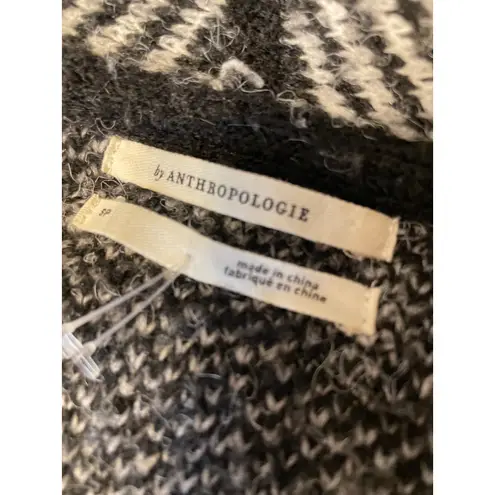 by ANTHROPOLOGIE
SP
made in china
fabriqué en chine